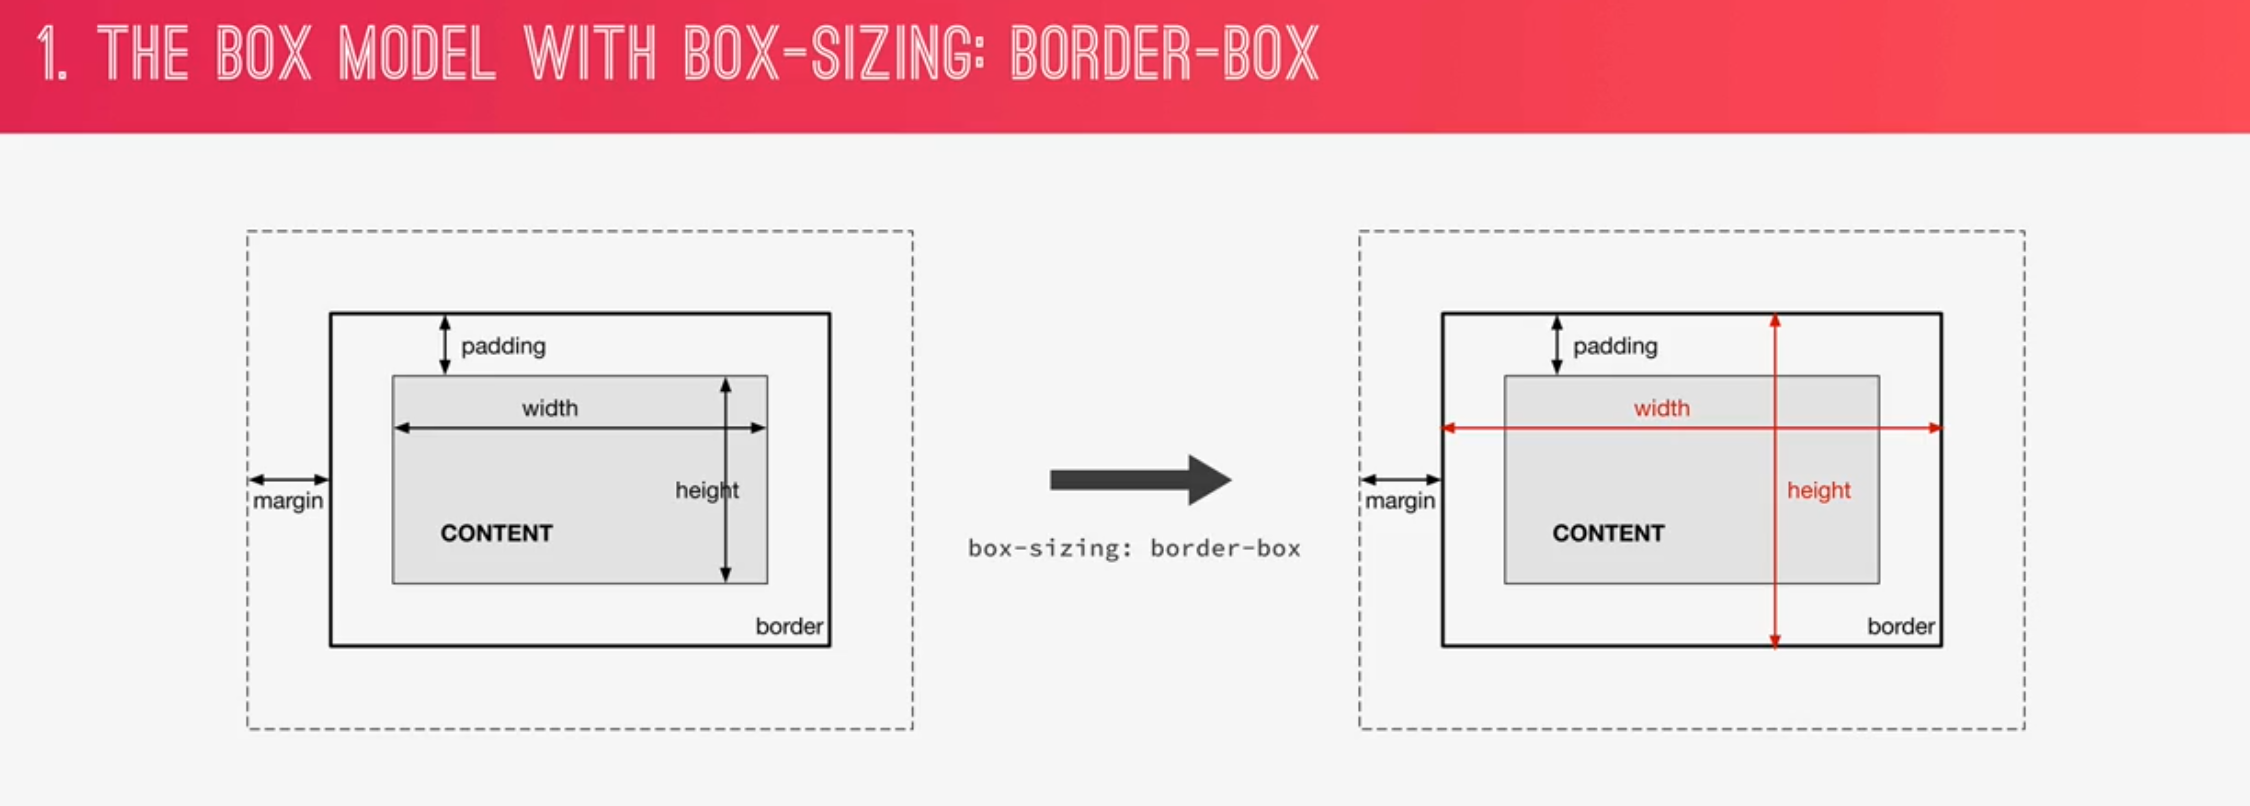 1. THE BOX MODEL WITH BOX-SIZING: BORDER-BOX
padding
width
height
margin
CONTENT
border
box-sizing: border-box
padding
width
height
margin
CONTENT
border